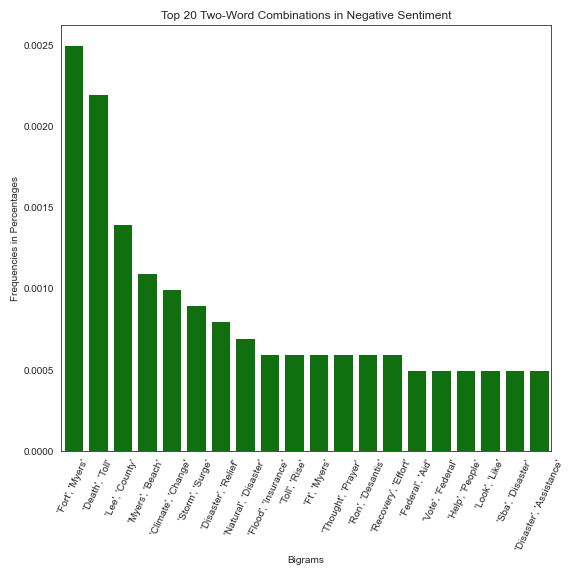 Top 20 Two-Word Combinations in Negative Sentiment
Frequencies in Percentages
0.0025
0.0020
0.0015
0.0010
0.0005
0.0000
'Fort', 'Myers'
'Death', 'Toll'
'Lee', 'County'
'Myers', 'Beach'
'Climate', 'Change'
'Storm', 'Surge'
'Disaster', 'Relief'
'Natural', 'Disaster'
'Flood', 'Insurance'
'Toll', 'Rise'
'Ft', 'Myers'
'Thought', 'Prayer'
'Ron', 'Desantis'
'Recovery', 'Effort'
'Federal', 'Aid'
'Vote', 'Federal'
'Help', 'People'
'Look', 'Like'
'Sba', 'Disaster'
'Disaster', 'Assistance'
Bigrams